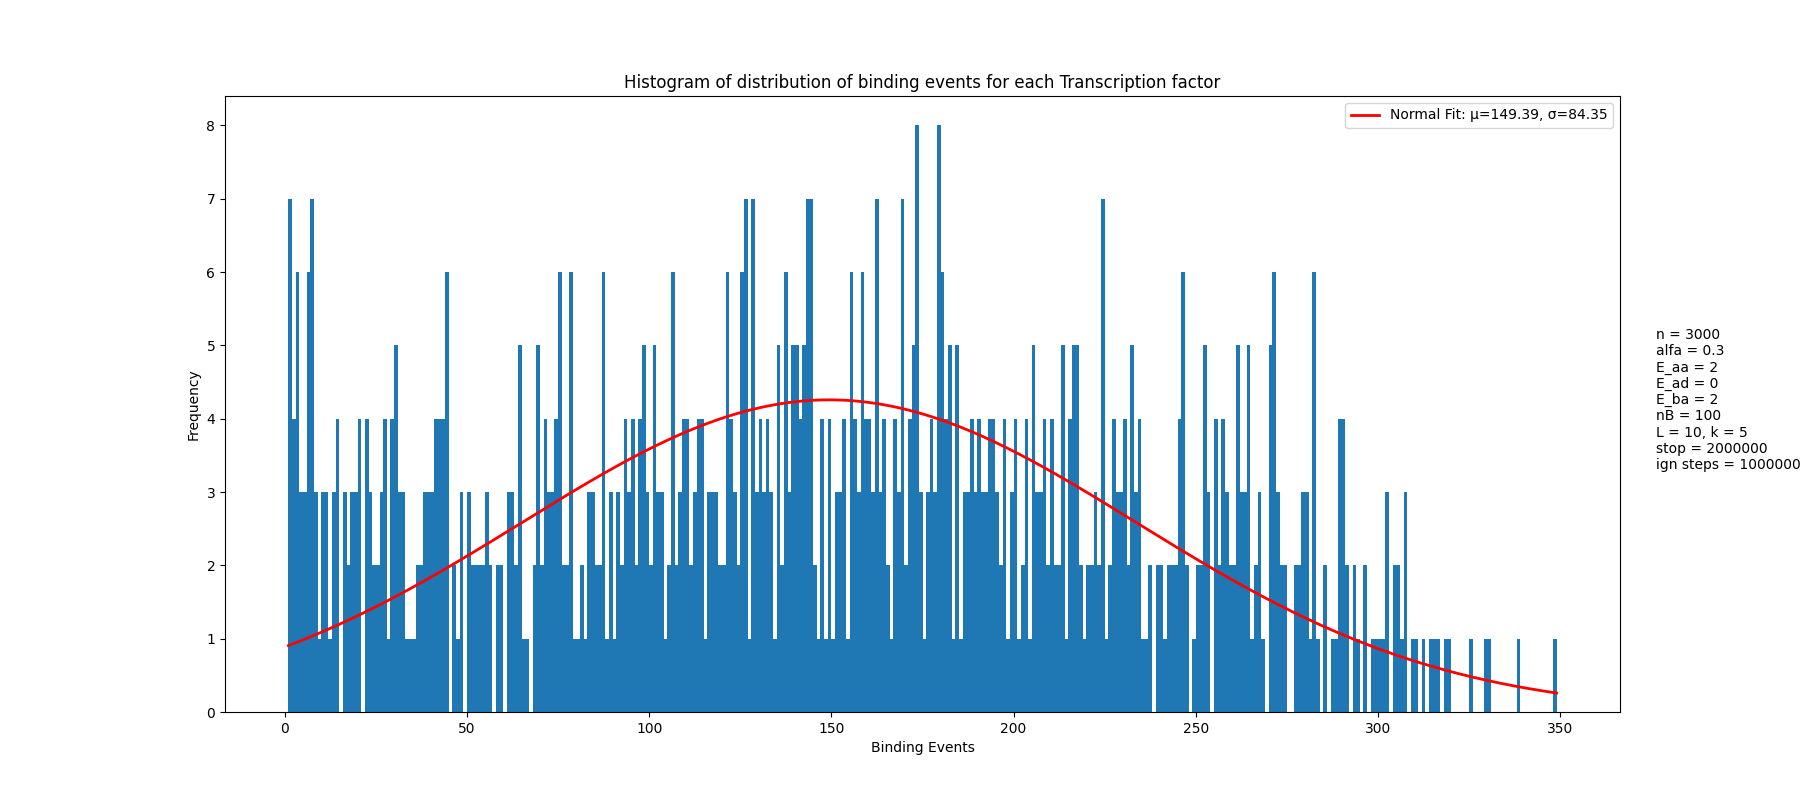 Histogram of distribution of binding events for each Transcription factor
Normal Fit: μ=149.39, σ=84.35
8
7
6
5
4
3
2
1
0
Frequency
0 50 100 150 200 250 300 350
Binding Events
n = 3000
alfa = 0.3
E_aa = 2
E_ad = 0
E_ba = 2
nB = 100
L = 10, k = 5
stop = 2000000
ign steps = 1000000